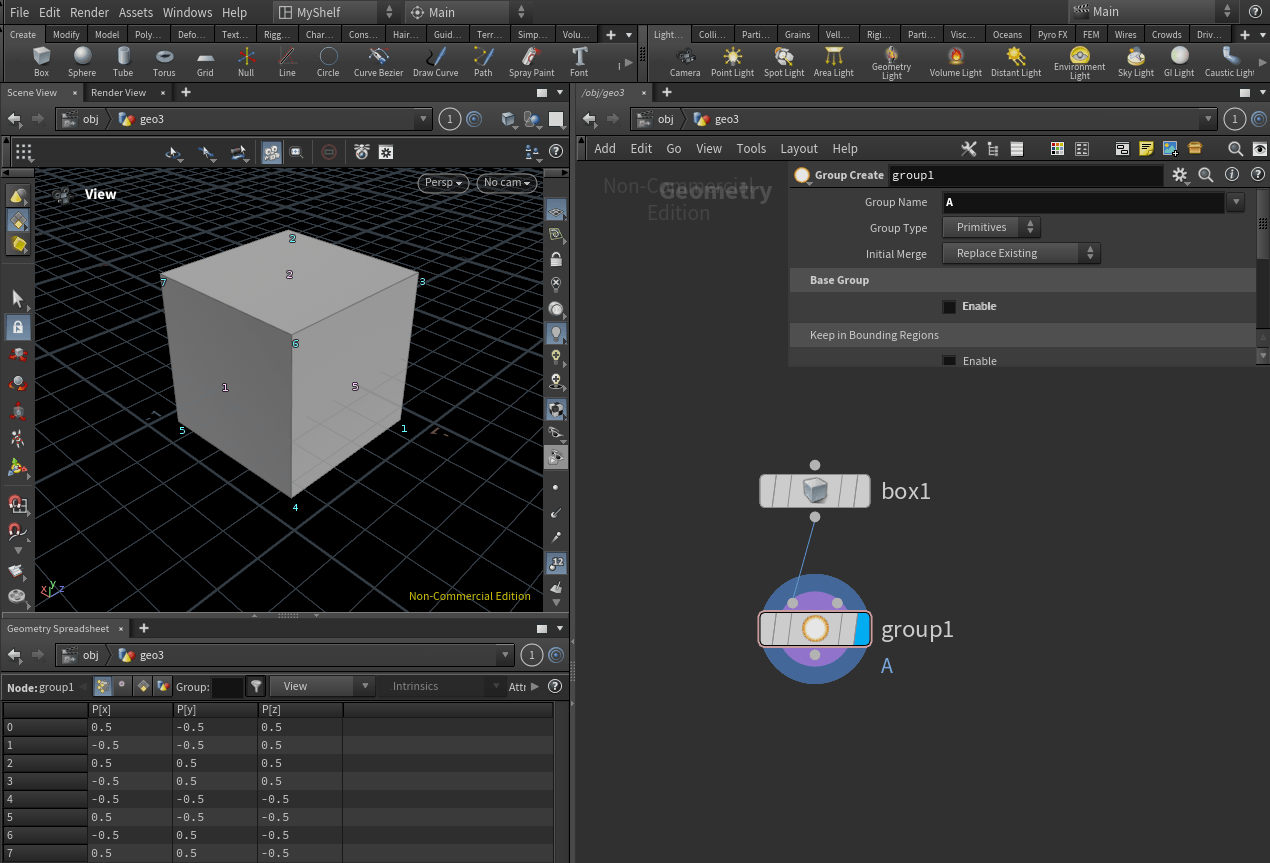 File Edit Render Assets Windows Help MyShelf Main Main
Create Modify Model Poly... Defo... Text... Rigg... Char... Cons... Hair... Guid... Terr... Simp... Volu...
Light... Colli... Parti... Grains Vell... Rigi... Parti... Visc... Oceans Pyro FX FEM Wires Crowds Driv...
Box Sphere Tube Torus Grid Null Line Circle Curve Bezier Draw Curve Path Spray Paint Font
Camera Point Light Spot Light Area Light Geometry Light Volume Light Distant Light Environment Light Sky Light GI Light Caustic Light
Scene View Render View
obj geo3 1
View Persp No cam
2
2
7
3
6
1
5
5
1
4
x y z
Non-Commercial Edition
12
Geometry Spreadsheet
obj geo3 1
Node: group1 Group: View Intrinsics Attr
P[x] P[y] P[z]
0 0.5 -0.5 0.5
1 -0.5 -0.5 0.5
2 0.5 0.5 0.5
3 -0.5 0.5 0.5
4 -0.5 -0.5 -0.5
5 0.5 -0.5 -0.5
6 -0.5 0.5 -0.5
7 0.5 0.5 -0.5
/obj/geo3
obj geo3 1
Add Edit Go View Tools Layout Help
Non-Commercial Edition
Geometry
Group Create group1
Group Name A
Group Type Primitives
Initial Merge Replace Existing
Base Group
Enable
Keep in Bounding Regions
Enable
box1
group1
A